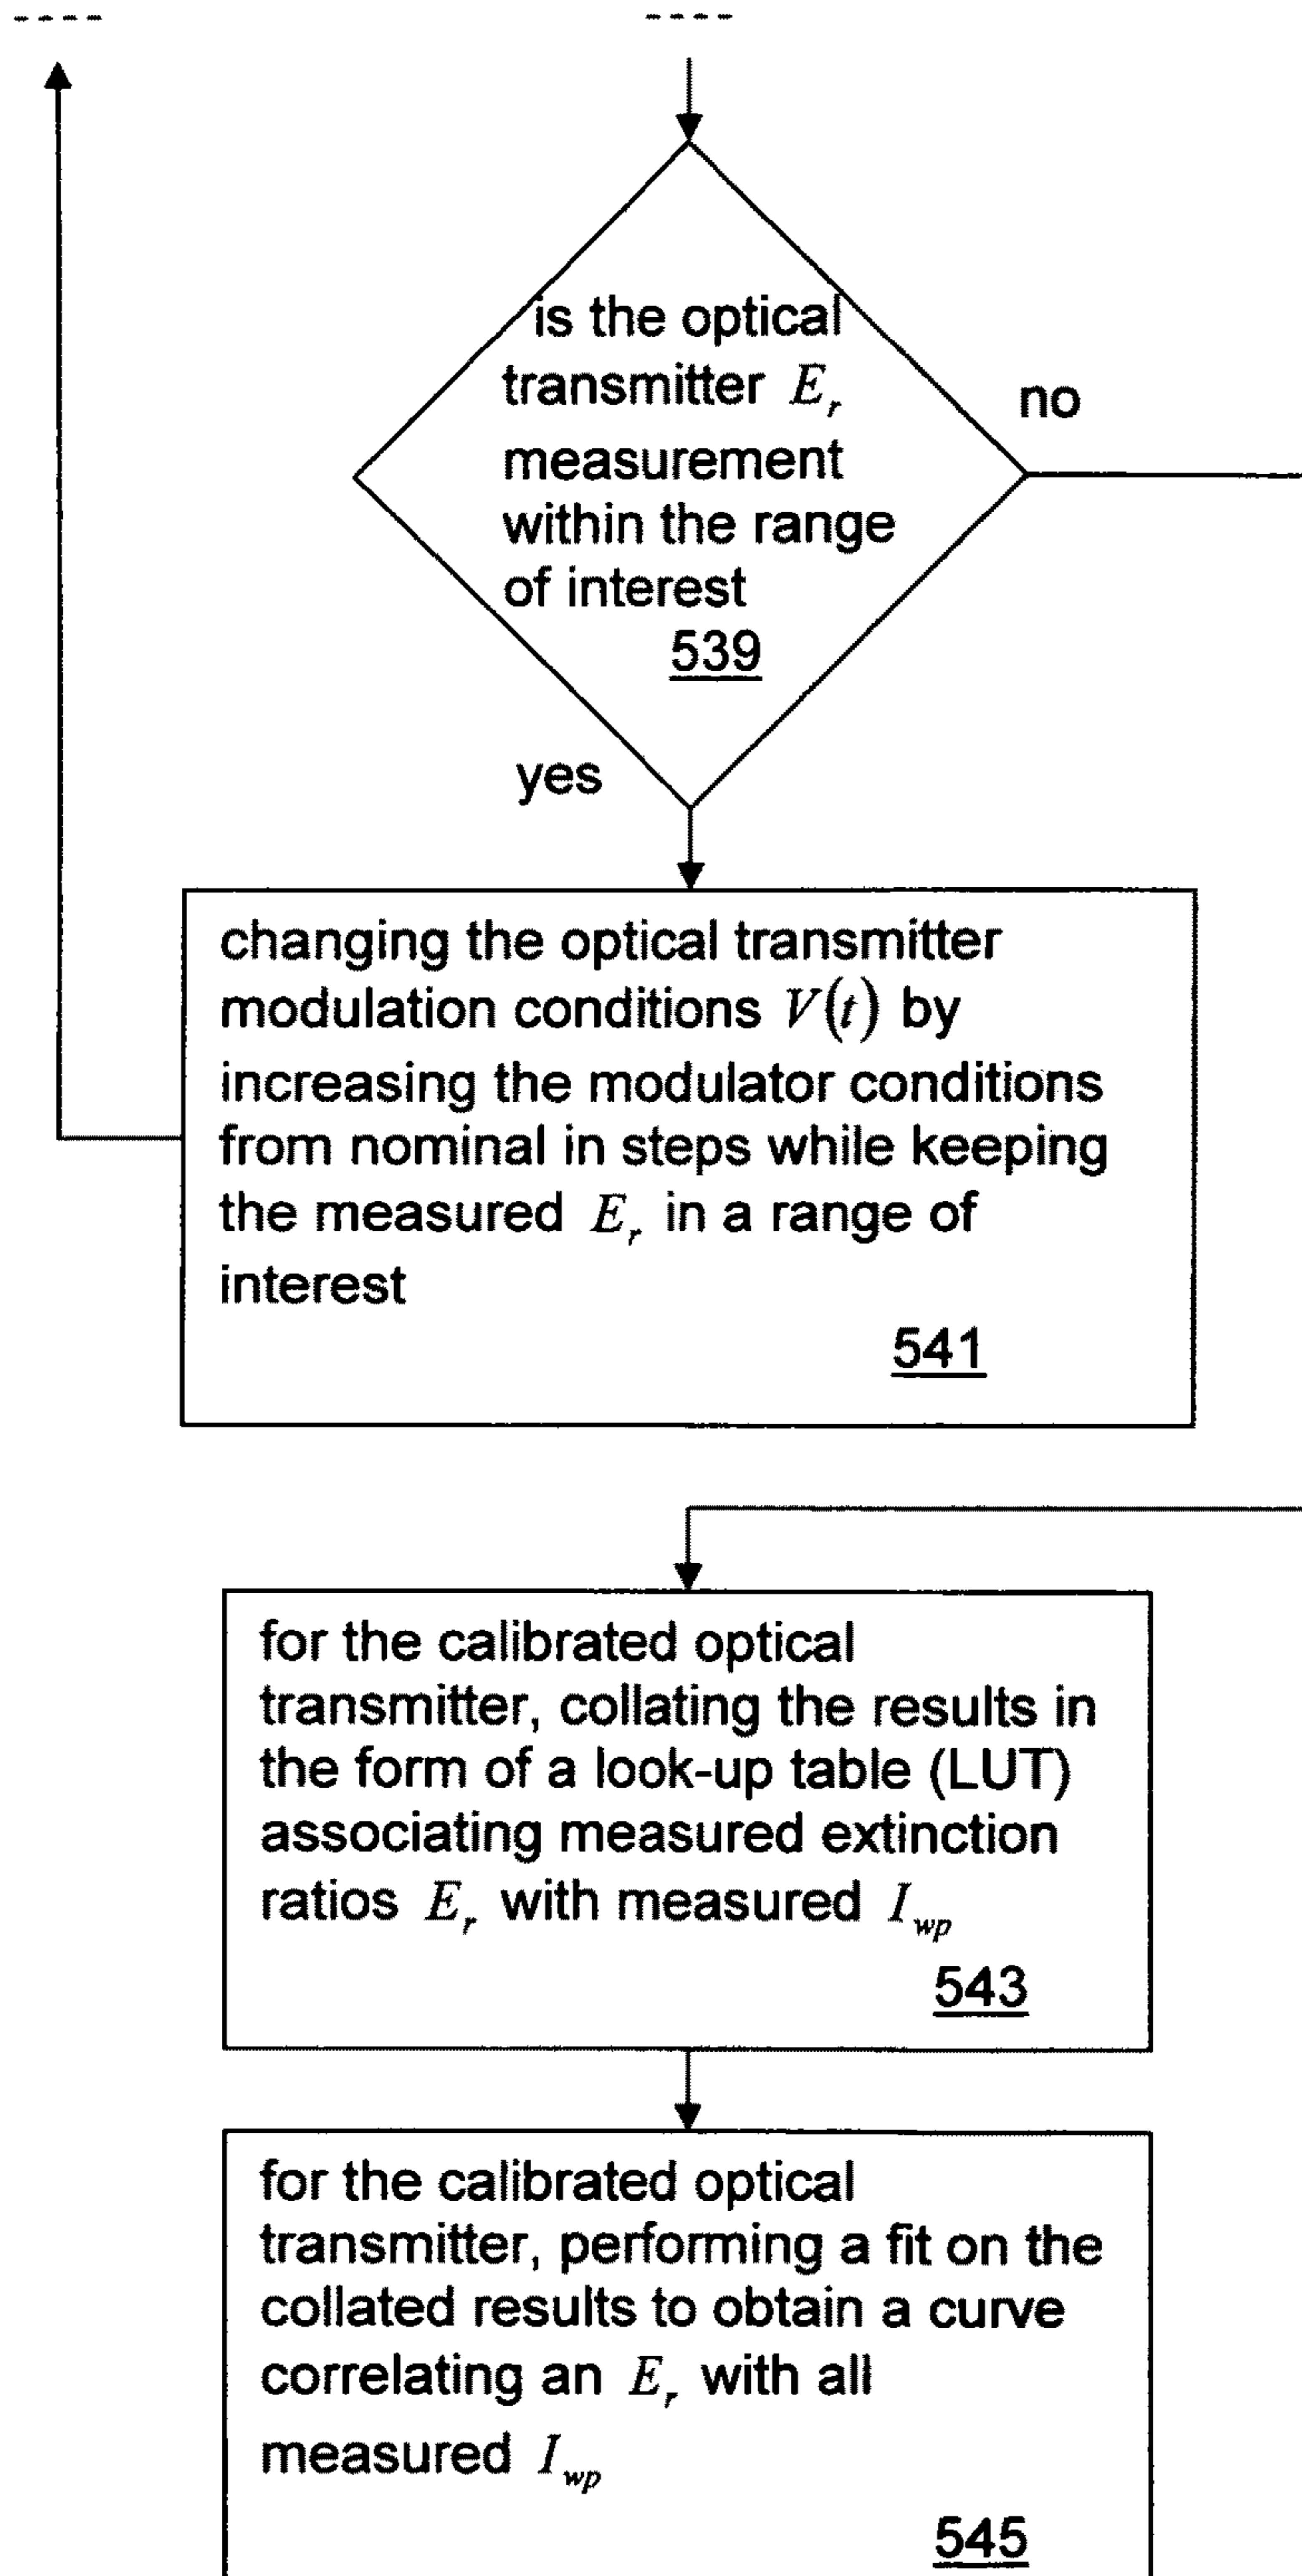 is the optical
transmitter E_r
no
measurement
within the range
of interest
539
yes
changing the optical transmitter
modulation conditions V(t) by
increasing the modulator conditions
from nominal in steps while keeping
the measured E_r in a range of
interest
541
for the calibrated optical
transmitter, collating the results in
the form of a look-up table (LUT)
associating measured extinction
ratios E_r with measured I_wp
543
for the calibrated optical
transmitter, performing a fit on the
collated results to obtain a curve
correlating an E_r with all
measured I_wp
545